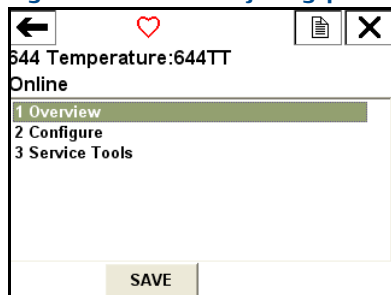 644 Temperature:644TT
Online
1 Overview
2 Configure
3 Service Tools
SAVE